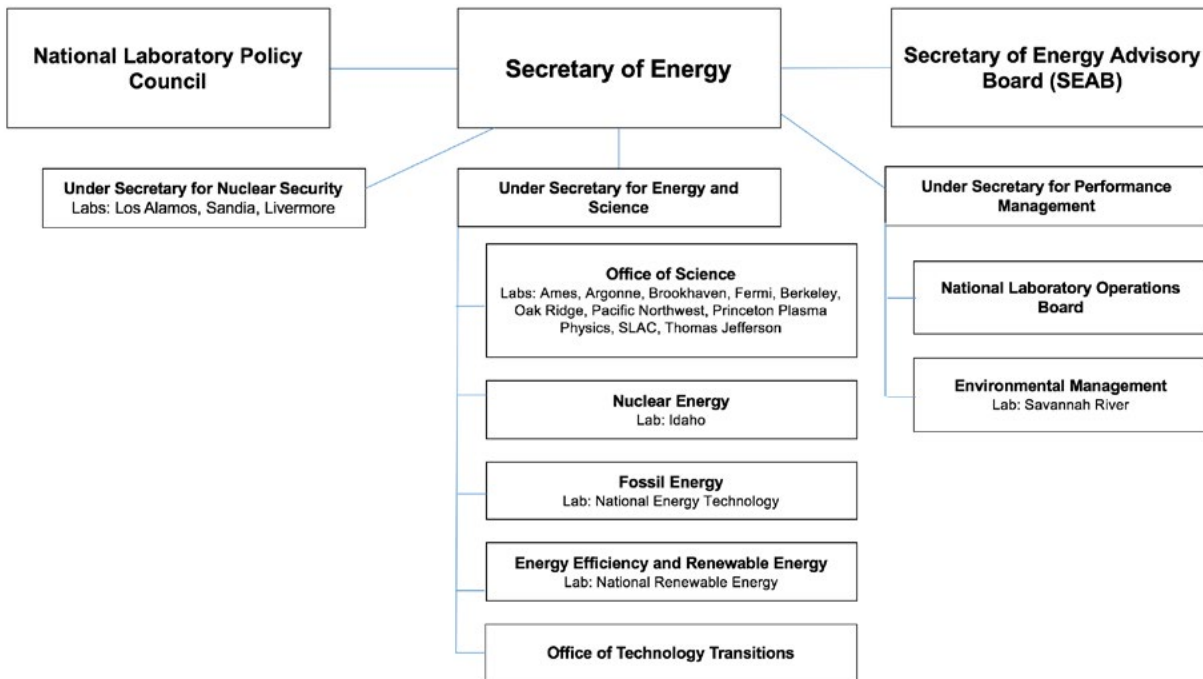 National Laboratory Policy
Council
Secretary of Energy
Secretary of Energy Advisory
Board (SEAB)
Under Secretary for Nuclear Security
Labs: Los Alamos, Sandia, Livermore
Under Secretary for Energy and
Science
Under Secretary for Performance
Management
Office of Science
Labs: Ames, Argonne, Brookhaven, Fermi, Berkeley,
Oak Ridge, Pacific Northwest, Princeton Plasma
Physics, SLAC, Thomas Jefferson
National Laboratory Operations
Board
Nuclear Energy
Lab: Idaho
Environmental Management
Lab: Savannah River
Fossil Energy
Lab: National Energy Technology
Energy Efficiency and Renewable Energy
Lab: National Renewable Energy
Office of Technology Transitions